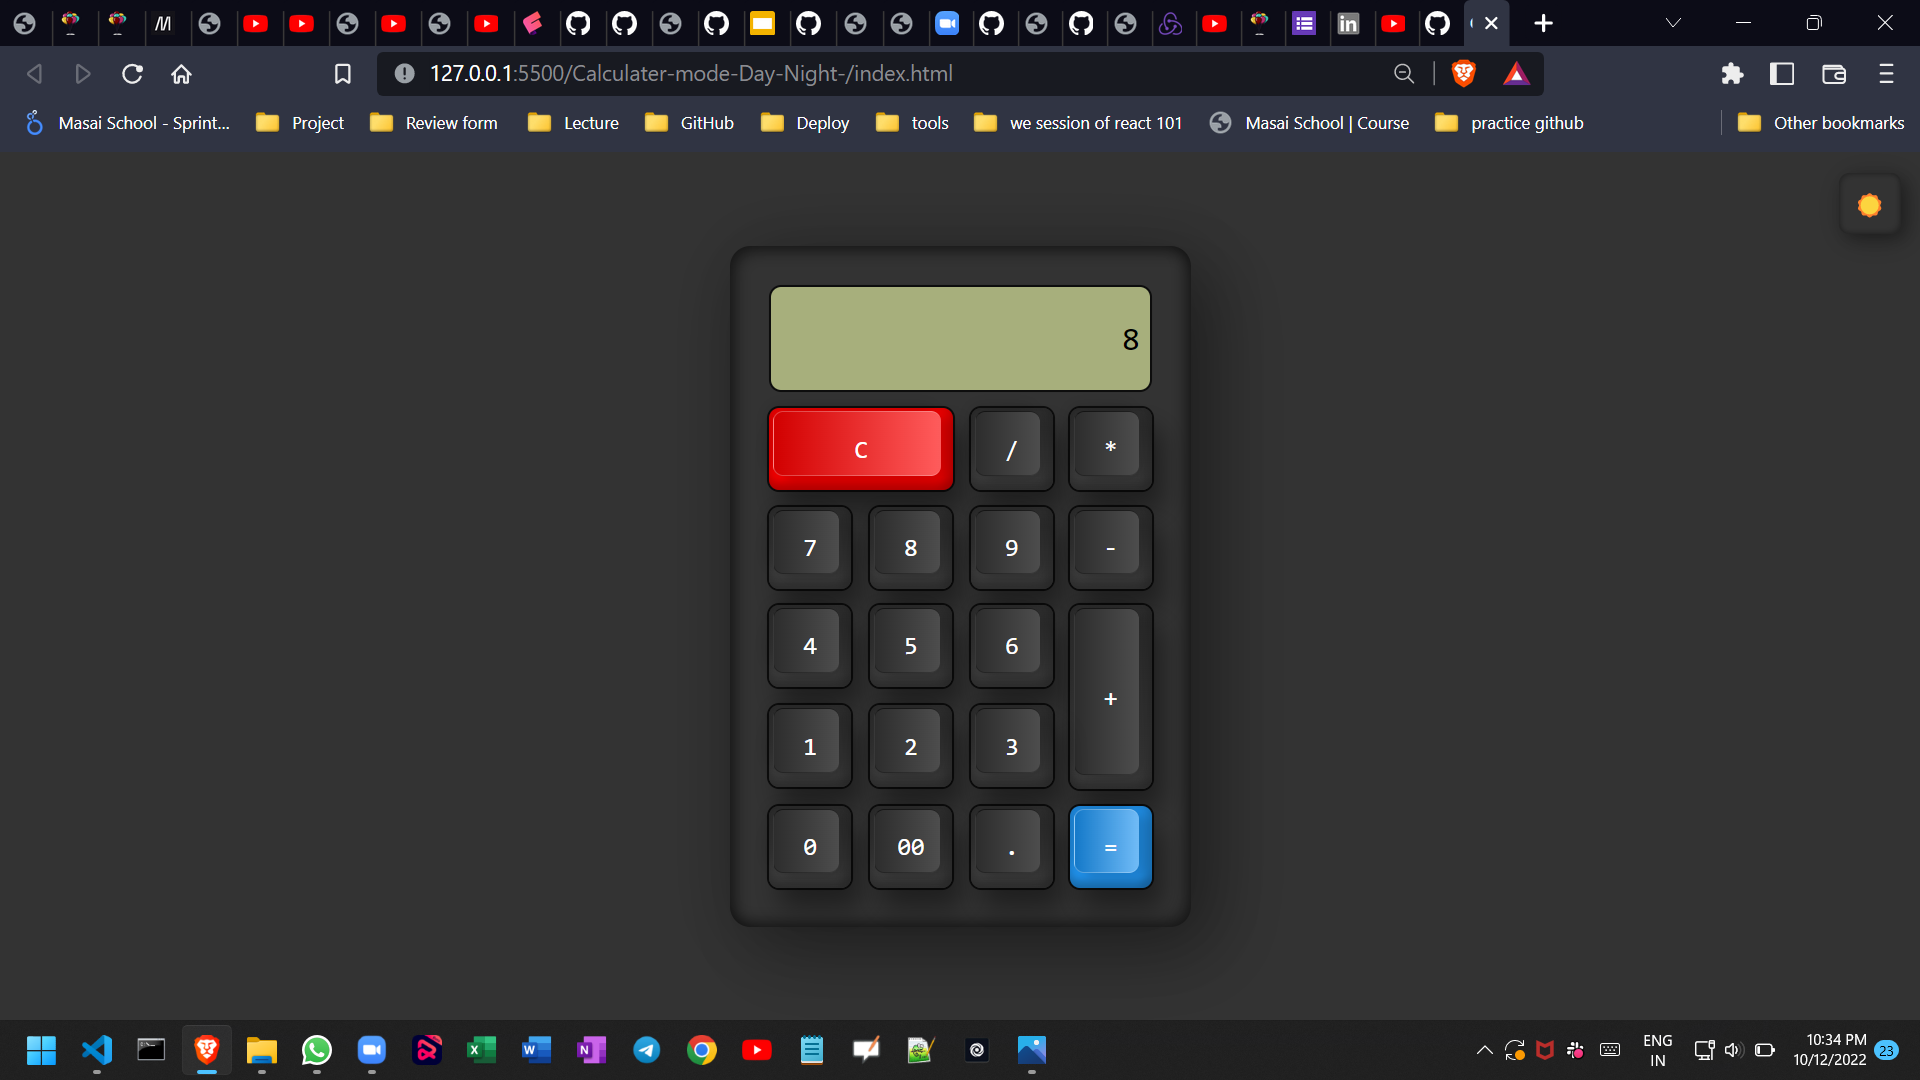 127.0.0.1:5500/Calculater-mode-Day-Night-/index.html
Masai School - Sprint... Project Review form Lecture GitHub Deploy tools we session of react 101 Masai School | Course practice github Other bookmarks
8
C / *
7 8 9 -
4 5 6
+
1 2 3
0 00 . =
ENG
IN
10:34 PM
10/12/2022
23